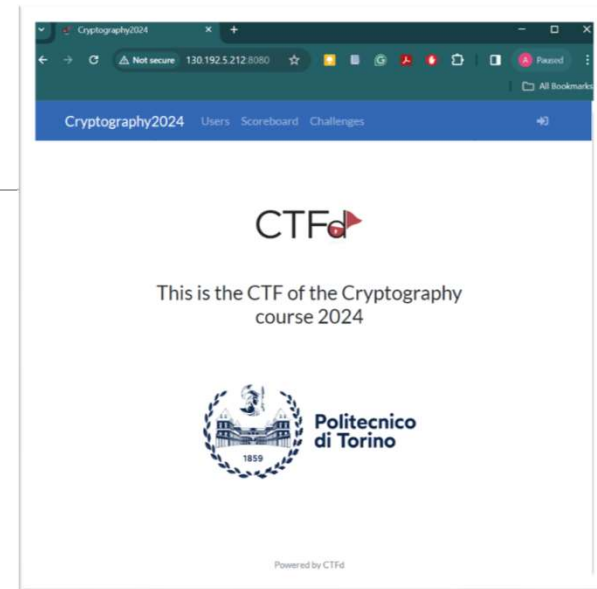 Cryptography2024
Not secure 130.192.5.212:8080
Paused
All Bookmarks
Cryptography2024 Users Scoreboard Challenges
CTFd
This is the CTF of the Cryptography
course 2024
1859
Politecnico
di Torino
Powered by CTFd